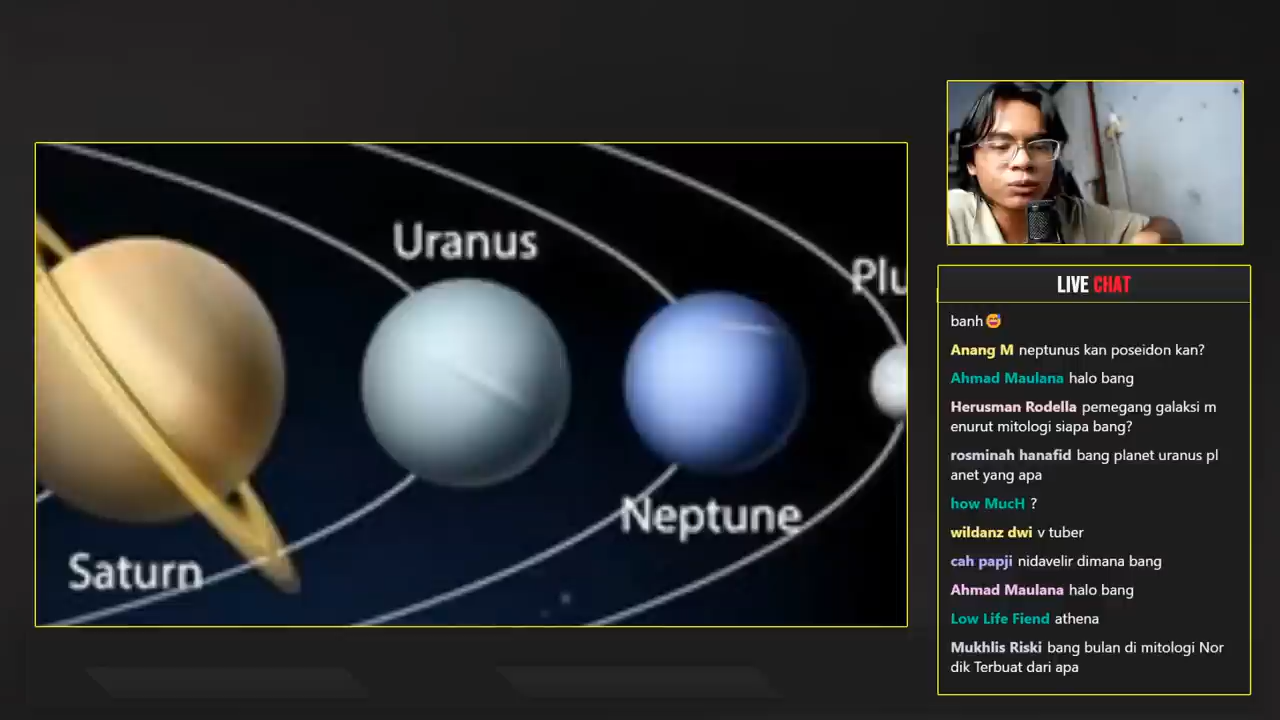 Uranus
Plu
Neptune
Saturn
LIVE CHAT
banh😅
Anang M neptunus kan poseidon kan?
Ahmad Maulana halo bang
Herusman Rodella pemegang galaksi m
enurut mitologi siapa bang?
rosminah hanafid bang planet uranus pl
anet yang apa
how MucH ?
wildanz dwi v tuber
cah papji nidavelir dimana bang
Ahmad Maulana halo bang
Low Life Fiend athena
Mukhlis Riski bang bulan di mitologi Nor
dik Terbuat dari apa